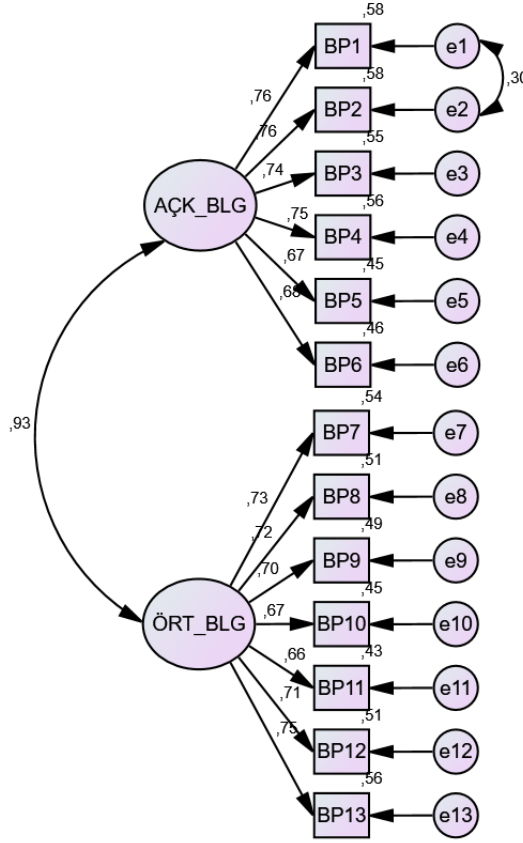 ,58
BP1
e1
,76
,30
,58
BP2
e2
,76
,55
BP3
e3
,74
,56
AÇK_BLG
BP4
e4
,75
,45
,67
BP5
e5
,68
,46
BP6
e6
,54
,93
BP7
e7
,73
,51
BP8
e8
,72
,49
BP9
e9
,70
,45
ÖRT_BLG
,67
BP10
e10
,43
,66
BP11
e11
,71
,51
,75
BP12
e12
,56
BP13
e13